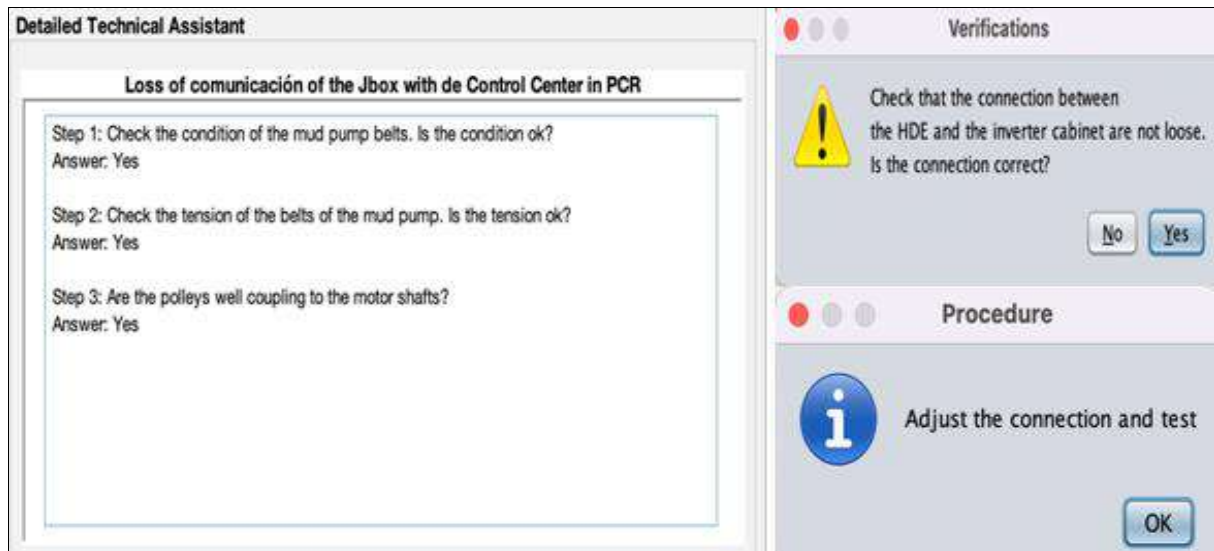 Detailed Technical Assistant
Loss of comunicación of the Jbox with de Control Center in PCR
Step 1: Check the condition of the mud pump belts. Is the condition ok?
Answer: Yes
Step 2: Check the tension of the belts of the mud pump. Is the tension ok?
Answer: Yes
Step 3: Are the polleys well coupling to the motor shafts?
Answer: Yes
Verifications
Check that the connection between
the HDE and the inverter cabinet are not loose.
Is the connection correct?
No Yes
Procedure
Adjust the connection and test
OK